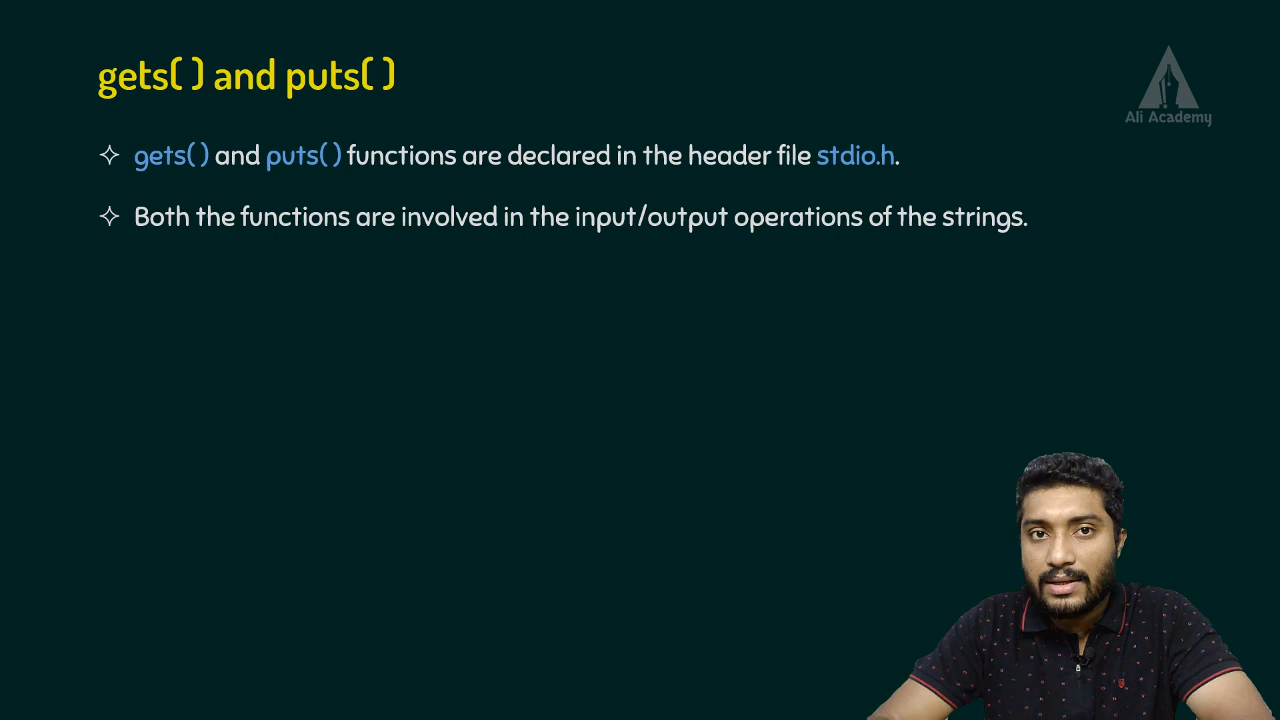 gets( ) and puts( )
Ali Academy
✧ gets( ) and puts( ) functions are declared in the header file stdio.h.
✧ Both the functions are involved in the input/output operations of the strings.